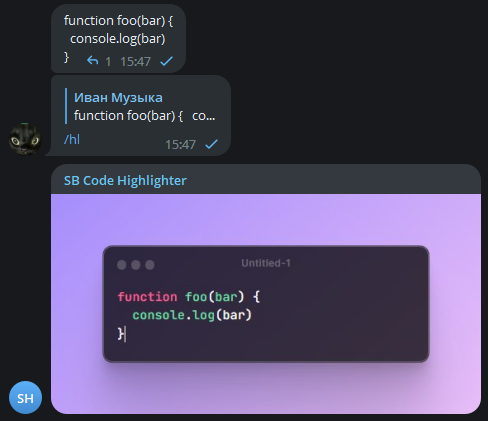 function foo(bar) {
  console.log(bar)
}
1 15:47
Иван Музыка
function foo(bar) {   co...
/hl
15:47
SB Code Highlighter
Untitled-1
function foo(bar) {
  console.log(bar)
}
SH